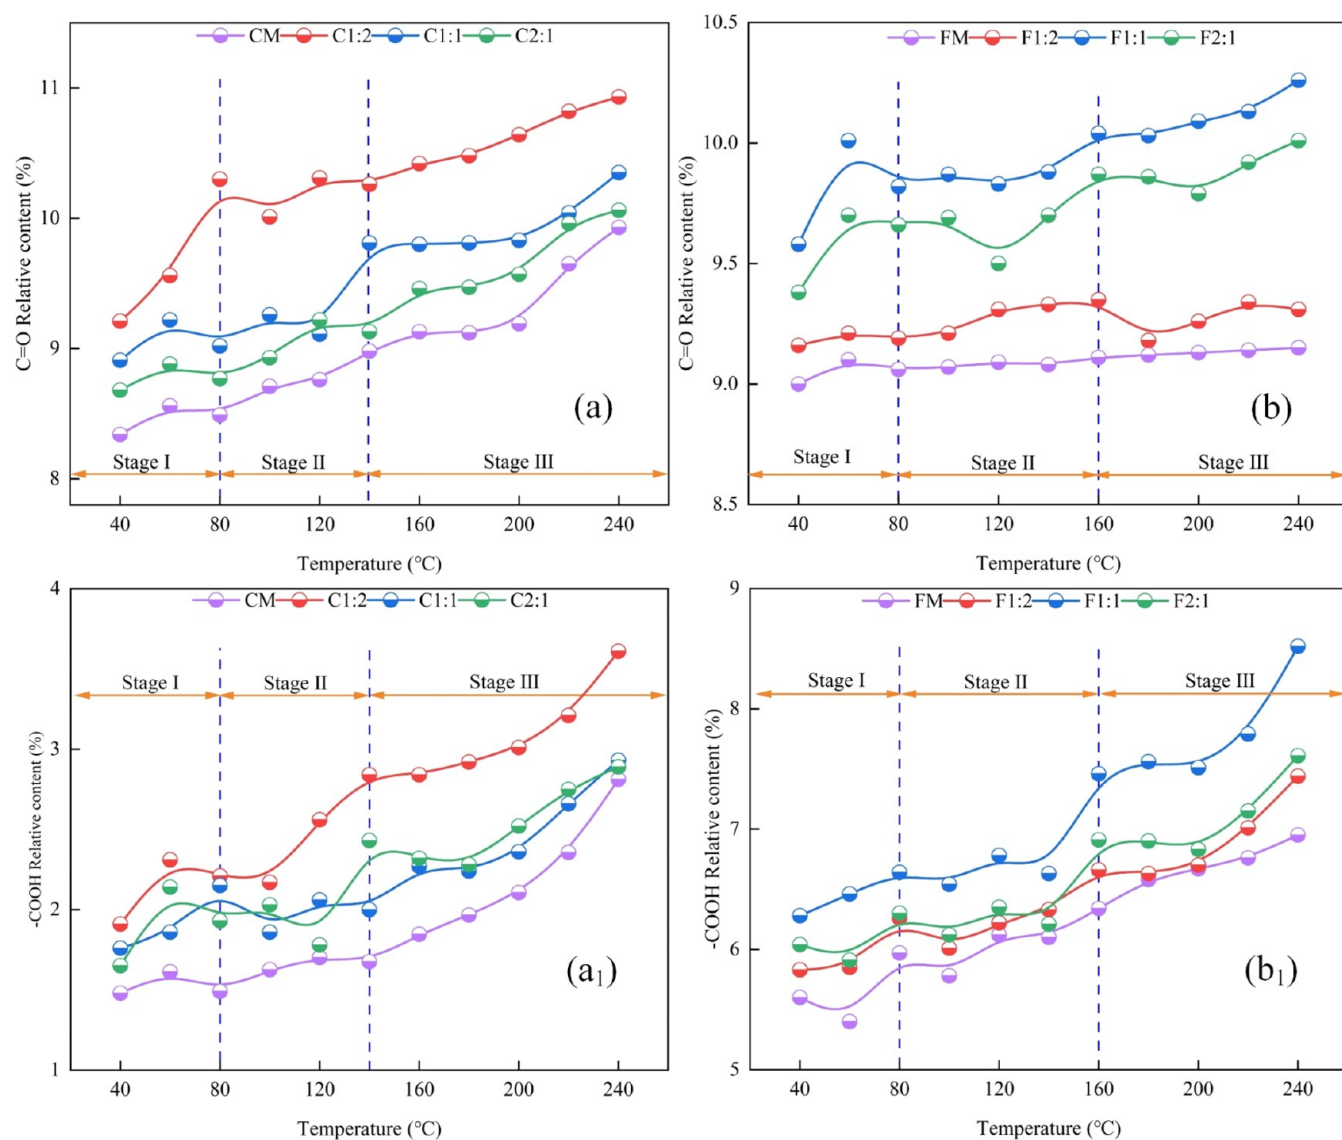 CM C1:2 C1:1 C2:1
11
10
9
8
C=O Relative content (%)
(a)
Stage I Stage II Stage III
40 80 120 160 200 240
Temperature (℃)
FM F1:2 F1:1 F2:1
10.5
10.0
9.5
9.0
8.5
C=O Relative content (%)
(b)
Stage I Stage II Stage III
40 80 120 160 200 240
Temperature (℃)
CM C1:2 C1:1 C2:1
4
3
2
1
-COOH Relative content (%)
Stage I Stage II Stage III
(a₁)
40 80 120 160 200 240
Temperature (℃)
FM F1:2 F1:1 F2:1
9
8
7
6
5
-COOH Relative content (%)
Stage I Stage II Stage III
(b₁)
40 80 120 160 200 240
Temperature (℃)